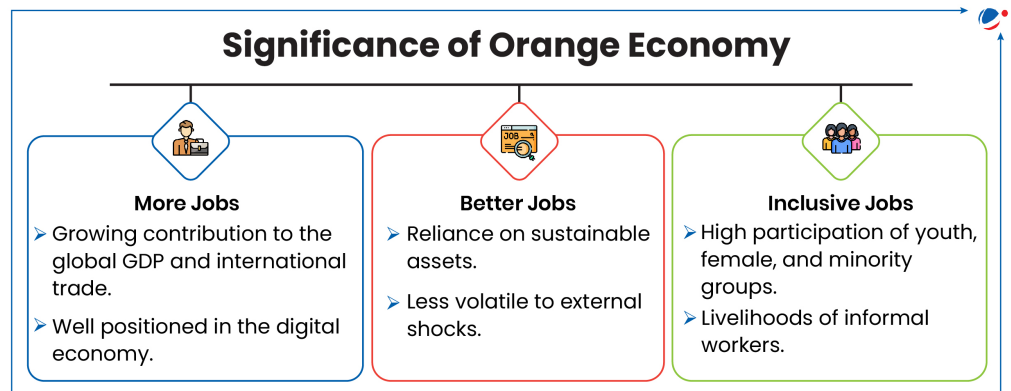 Significance of Orange Economy
JOB
More Jobs
Growing contribution to the
global GDP and international
trade.
Well positioned in the digital
economy.
Better Jobs
Reliance on sustainable
assets.
Less volatile to external
shocks.
Inclusive Jobs
High participation of youth,
female, and minority
groups.
Livelihoods of informal
workers.